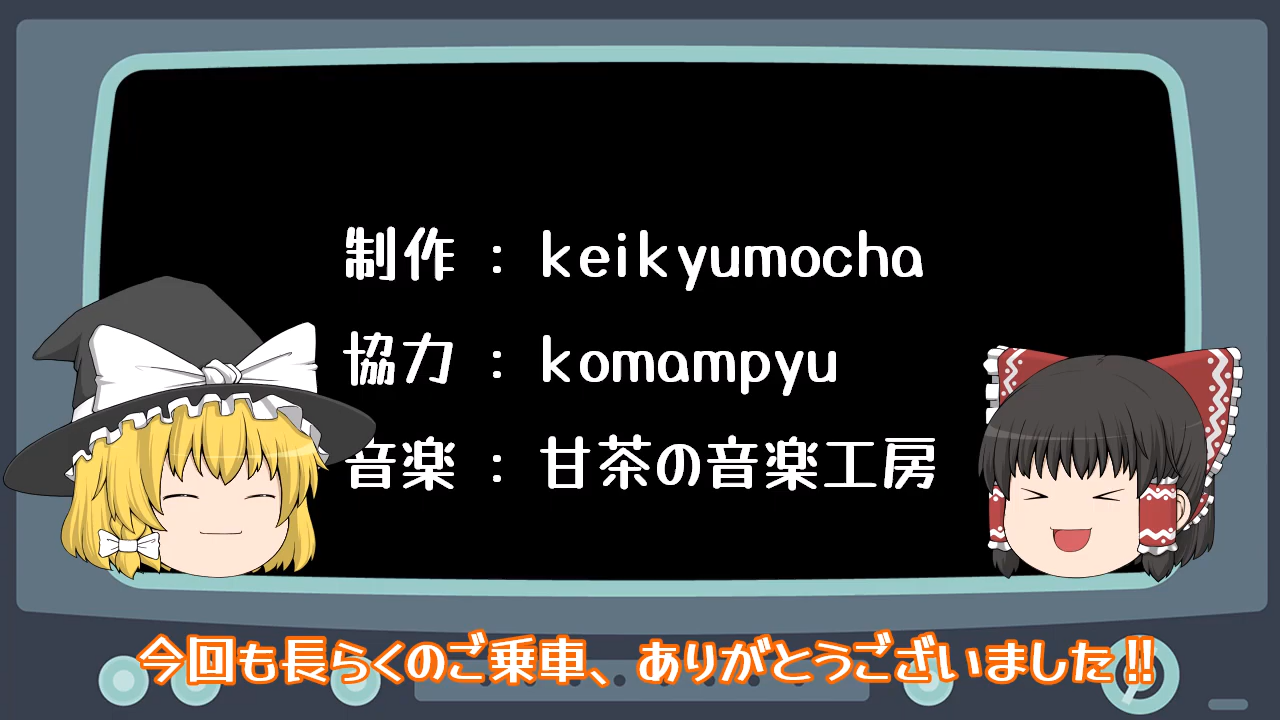 制作 : keikyumocha
協力 : komampyu
音楽 : 甘茶の音楽工房
今回も長らくのご乗車、ありがとうございました!!